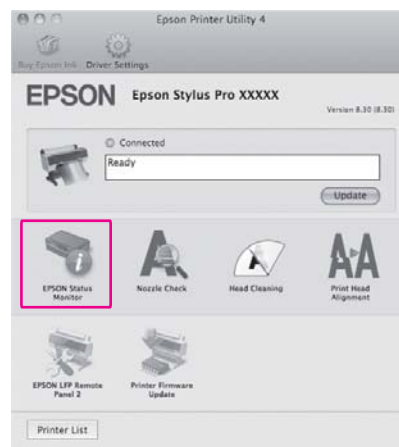 Epson Printer Utility 4
Buy Epson Ink Driver Settings
EPSON Epson Stylus Pro XXXXX
Version 8.30 (8.30)
Connected
Ready
Update
EPSON Status
Monitor
Nozzle Check
Head Cleaning
Print Head
Alignment
EPSON LFP Remote
Panel 2
Printer Firmware
Update
Printer List